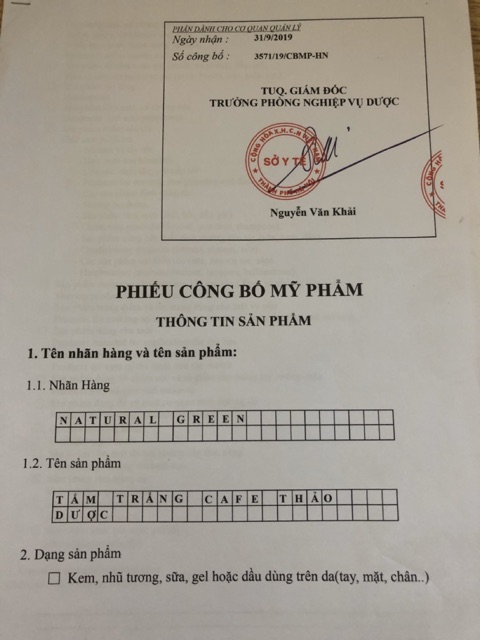 PHẦN DÀNH CHO CƠ QUAN QUẢN LÝ
Ngày nhận : 31/9/2019
Số công bố : 3571/19/CBMP-HN
TUQ. GIÁM ĐỐC
TRƯỞNG PHÒNG NGHIỆP VỤ DƯỢC
CỘNG HÒA X.H.C.N VIỆT NAM
SỞ Y TẾ
Nguyễn Văn Khải
PHIẾU CÔNG BỐ MỸ PHẨM
THÔNG TIN SẢN PHẨM
1. Tên nhãn hàng và tên sản phẩm:
1.1. Nhãn Hàng
NATURAL GREEN
1.2. Tên sản phẩm
TẮM TRẮNG CAFE THẢO
DƯỢC
2. Dạng sản phẩm
Kem, nhũ tương, sữa, gel hoặc dầu dùng trên da(tay, mặt, chân..)